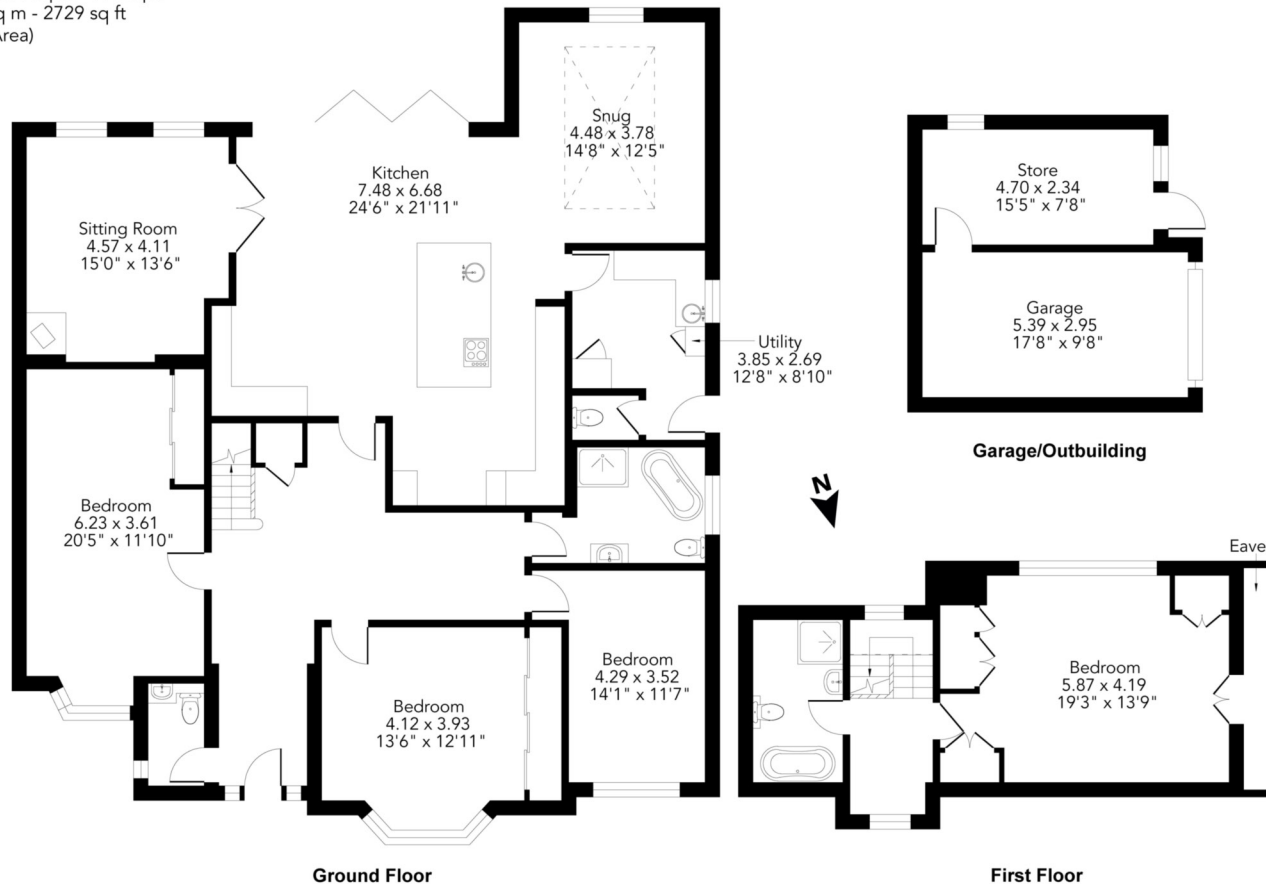 q m - 2729 sq ft
Area)
Snug
4.48 x 3.78
14'8" x 12'5"
Kitchen
7.48 x 6.68
24'6" x 21'11"
Sitting Room
4.57 x 4.11
15'0" x 13'6"
Store
4.70 x 2.34
15'5" x 7'8"
Garage
5.39 x 2.95
17'8" x 9'8"
Utility
3.85 x 2.69
12'8" x 8'10"
Garage/Outbuilding
Bedroom
6.23 x 3.61
20'5" x 11'10"
N
Eave
Bedroom
4.29 x 3.52
14'1" x 11'7"
Bedroom
4.12 x 3.93
13'6" x 12'11"
Bedroom
5.87 x 4.19
19'3" x 13'9"
Ground Floor
First Floor